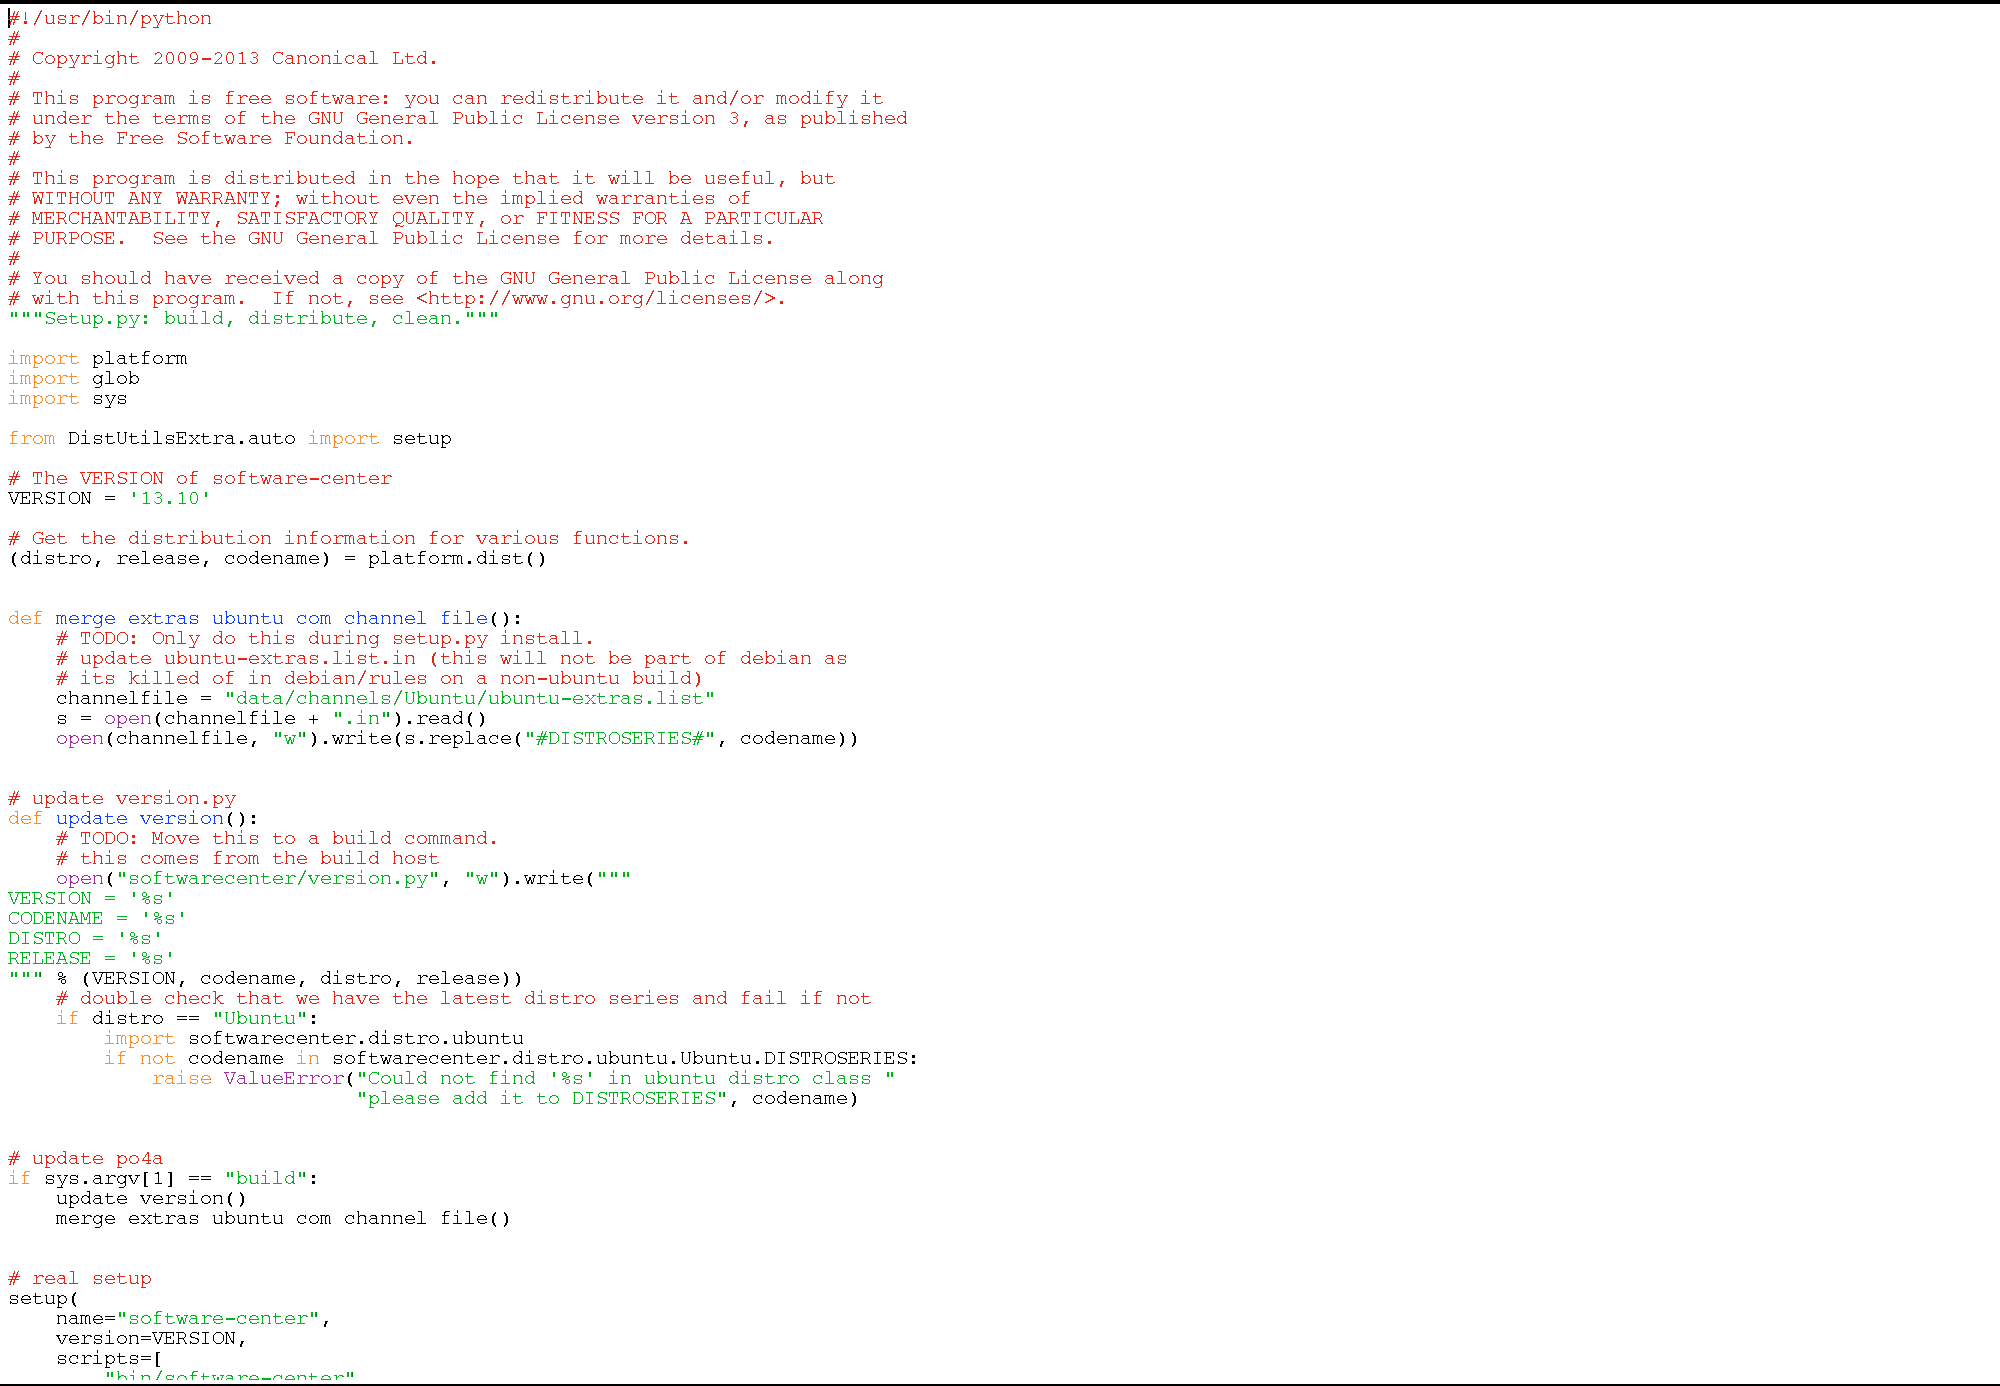 #!/usr/bin/python
#
# Copyright 2009-2013 Canonical Ltd.
#
# This program is free software: you can redistribute it and/or modify it
# under the terms of the GNU General Public License version 3, as published
# by the Free Software Foundation.
#
# This program is distributed in the hope that it will be useful, but
# WITHOUT ANY WARRANTY; without even the implied warranties of
# MERCHANTABILITY, SATISFACTORY QUALITY, or FITNESS FOR A PARTICULAR
# PURPOSE.  See the GNU General Public License for more details.
#
# You should have received a copy of the GNU General Public License along
# with this program.  If not, see <http://www.gnu.org/licenses/>.
"""Setup.py: build, distribute, clean."""

import platform
import glob
import sys

from DistUtilsExtra.auto import setup

# The VERSION of software-center
VERSION = '13.10'

# Get the distribution information for various functions.
(distro, release, codename) = platform.dist()


def merge extras ubuntu com channel file():
    # TODO: Only do this during setup.py install.
    # update ubuntu-extras.list.in (this will not be part of debian as
    # its killed of in debian/rules on a non-ubuntu build)
    channelfile = "data/channels/Ubuntu/ubuntu-extras.list"
    s = open(channelfile + ".in").read()
    open(channelfile, "w").write(s.replace("#DISTROSERIES#", codename))


# update version.py
def update version():
    # TODO: Move this to a build command.
    # this comes from the build host
    open("softwarecenter/version.py", "w").write("""
VERSION = '%s'
CODENAME = '%s'
DISTRO = '%s'
RELEASE = '%s'
""" % (VERSION, codename, distro, release))
    # double check that we have the latest distro series and fail if not
    if distro == "Ubuntu":
        import softwarecenter.distro.ubuntu
        if not codename in softwarecenter.distro.ubuntu.Ubuntu.DISTROSERIES:
            raise ValueError("Could not find '%s' in ubuntu distro class "
                             "please add it to DISTROSERIES", codename)


# update po4a
if sys.argv[1] == "build":
    update version()
    merge extras ubuntu com channel file()


# real setup
setup(
    name="software-center",
    version=VERSION,
    scripts=[
        "bin/software-center"